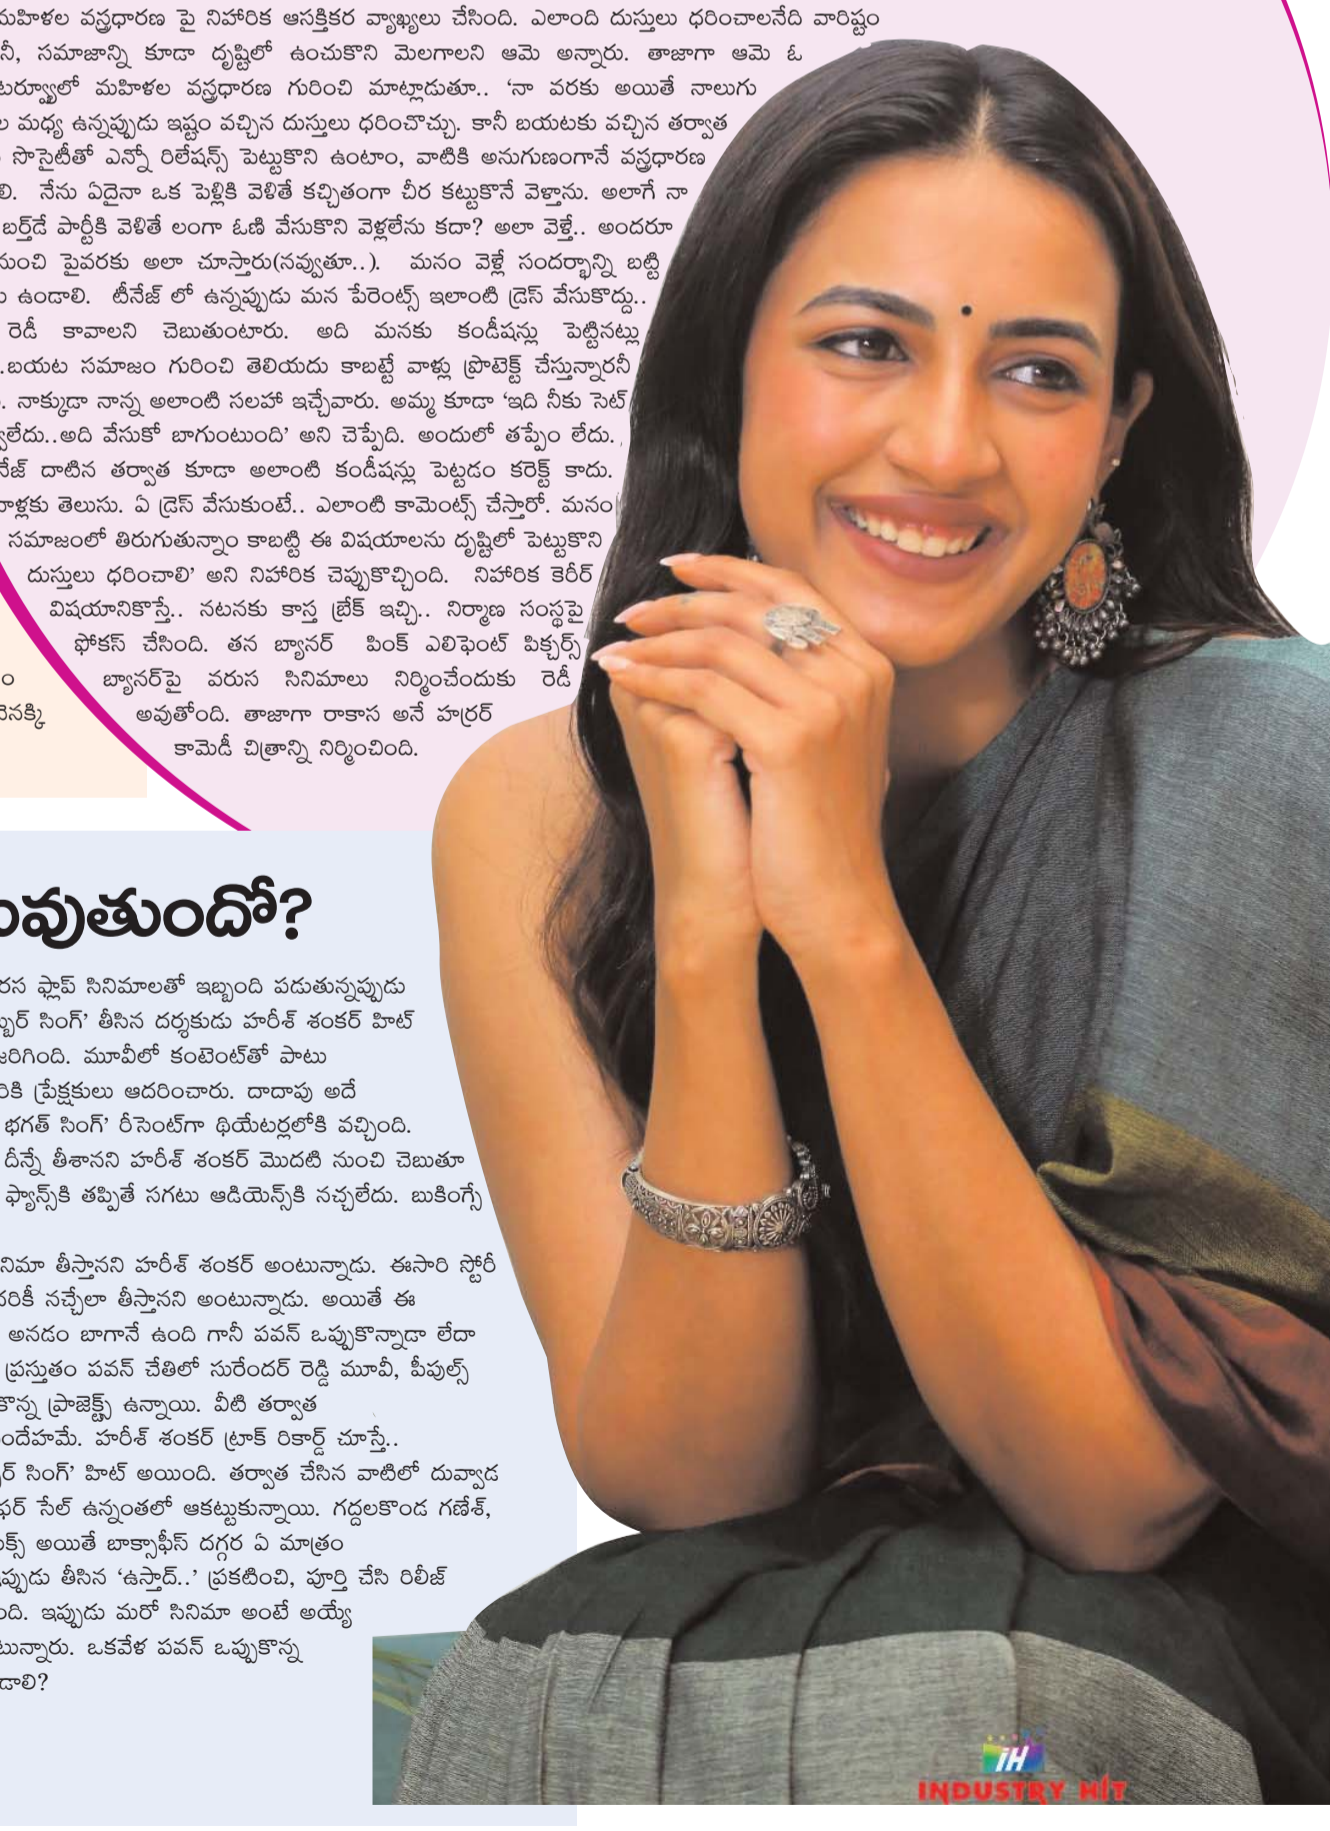 మహిళల వస్త్రధారణ పై నిహారిక ఆసక్తికర వ్యాఖ్యలు చేసింది. ఎలాంది దుస్తులు ధరించాలనేది వారిష్టం
నీ, సమాజాన్ని కూడా దృష్టిలో ఉంచుకొని మెలగాలని ఆమె అన్నారు. తాజాగా ఆమె ఓ
టర్వ్యూలో మహిళల వస్త్రధారణ గురించి మాట్లాడుతూ.. ‘నా వరకు అయితే నాలుగు
ల మధ్య ఉన్నప్పుడు ఇష్టం వచ్చిన దుస్తులు ధరించొచ్చు. కానీ బయటకు వచ్చిన తర్వాత
సొసైటీతో ఎన్నో రిలేషన్స్ పెట్టుకొని ఉంటాం, వాటికి అనుగుణంగానే వస్త్రధారణ
లి. నేను ఏదైనా ఒక పెళ్లికి వెళితే కచ్చితంగా చీర కట్టుకొనే వెళ్తాను. అలాగే నా
బర్త్‌డే పార్టీకి వెళితే లంగా ఓణి వేసుకొని వెళ్లలేను కదా? అలా వెళ్తే.. అందరూ
నుంచి పైవరకు అలా చూస్తారు(నవ్వుతూ..). మనం వెళ్లే సందర్భాన్ని బట్టి
ఉండాలి. టీనేజ్ లో ఉన్నప్పుడు మన పేరెంట్స్ ఇలాంటి డ్రెస్ వేసుకొద్దు..
రెడీ కావాలని చెబుతుంటారు. అది మనకు కండీషన్లు పెట్టినట్లు
.బయట సమాజం గురించి తెలియదు కాబట్టే వాళ్లు ప్రొటెక్ట్ చేస్తున్నారనీ
. నాక్కుడా నాన్న అలాంటి సలహా ఇచ్చేవారు. అమ్మ కూడా ‘ఇది నీకు సెట్
లేదు..అది వేసుకో బాగుంటుంది’ అని చెప్పేది. అందులో తప్పేం లేదు.
నేజ్ దాటిన తర్వాత కూడా అలాంటి కండీషన్లు పెట్టడం కరెక్ట్ కాదు.
వాళ్లకు తెలుసు. ఏ డ్రెస్ వేసుకుంటే.. ఎలాంటి కామెంట్స్ చేస్తారో. మనం
సమాజంలో తిరుగుతున్నాం కాబట్టి ఈ విషయాలను దృష్టిలో పెట్టుకొని
దుస్తులు ధరించాలి’ అని నిహారిక చెప్పుకొచ్చింది. నిహారిక కెరీర్
విషయానికొస్తే.. నటనకు కాస్త బ్రేక్ ఇచ్చి.. నిర్మాణ సంస్థపై
ఫోకస్ చేసింది. తన బ్యానర్ పింక్ ఎలిఫెంట్ పిక్చర్స్
బ్యానర్‌పై వరుస సినిమాలు నిర్మించేందుకు రెడీ
అవుతోంది. తాజాగా రాకాస అనే హర్రర్
కామెడీ చిత్రాన్ని నిర్మించింది.
ం
వెనక్కి
ంవుతుందో?
రస ఫ్లాప్ సినిమాలతో ఇబ్బంది పడుతున్నప్పుడు
బ్బర్ సింగ్’ తీసిన దర్శకుడు హరీశ్ శంకర్ హిట్
జరిగింది. మూవీలో కంటెంట్‌తో పాటు
రికి ప్రేక్షకులు ఆదరించారు. దాదాపు అదే
భగత్ సింగ్’ రీసెంట్‌గా థియేటర్లలోకి వచ్చింది.
దీన్నే తీశానని హరీశ్ శంకర్ మొదటి నుంచి చెబుతూ
ఫ్యాన్స్‌కి తప్పితే సగటు ఆడియెన్స్‌కి నచ్చలేదు. బుకింగ్సే
నిమా తీస్తానని హరీశ్ శంకర్ అంటున్నాడు. ఈసారి స్టోరీ
దరికీ నచ్చేలా తీస్తానని అంటున్నాడు. అయితే ఈ
అనడం బాగానే ఉంది గానీ పవన్ ఒప్పుకొన్నాడా లేదా
ప్రస్తుతం పవన్ చేతిలో సురేందర్ రెడ్డి మూవీ, పీపుల్స్
కొన్న ప్రాజెక్ట్స్ ఉన్నాయి. వీటి తర్వాత
ందేహమే. హరీశ్ శంకర్ ట్రాక్ రికార్డ్ చూస్తే..
ర్ సింగ్’ హిట్ అయింది. తర్వాత చేసిన వాటిలో దువ్వాడ
ఫర్ సేల్ ఉన్నంతలో ఆకట్టుకున్నాయి. గద్దలకొండ గణేశ్,
క్స్ అయితే బాక్సాఫీస్ దగ్గర ఏ మాత్రం
ప్పుడు తీసిన ‘ఉస్తాద్..’ ప్రకటించి, పూర్తి చేసి రిలీజ్
ంది. ఇప్పుడు మరో సినిమా అంటే అయ్యే
టున్నారు. ఒకవేళ పవన్ ఒప్పుకొన్న
డాలి?
iH
INDUSTRY HIT